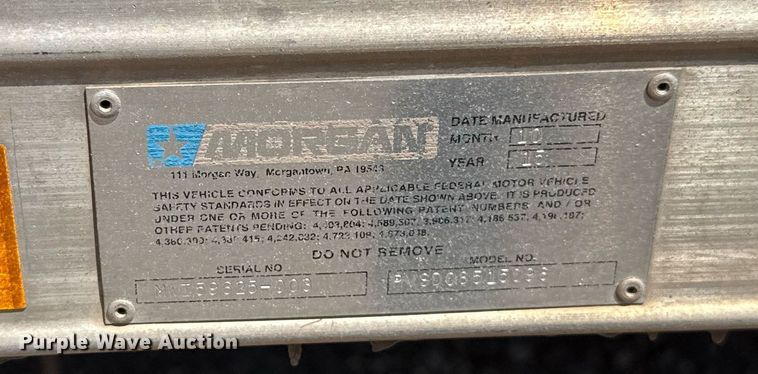 MORGAN
DATE MANUFACTURED
MONTH 10
YEAR 15
111 Morgan Way, Morgantown, PA 19543
THIS VEHICLE CONFORMS TO ALL APPLICABLE FEDERAL MOTOR VEHICLE
SAFETY STANDARDS IN EFFECT ON THE DATE SHOWN ABOVE. IT IS PRODUCED
UNDER ONE OR MORE OF THE FOLLOWING PATENT NUMBERS AND / OR
OTHER PATENTS PENDING:
DO NOT REMOVE
SERIAL NO
MODEL NO.
Purple Wave Auction